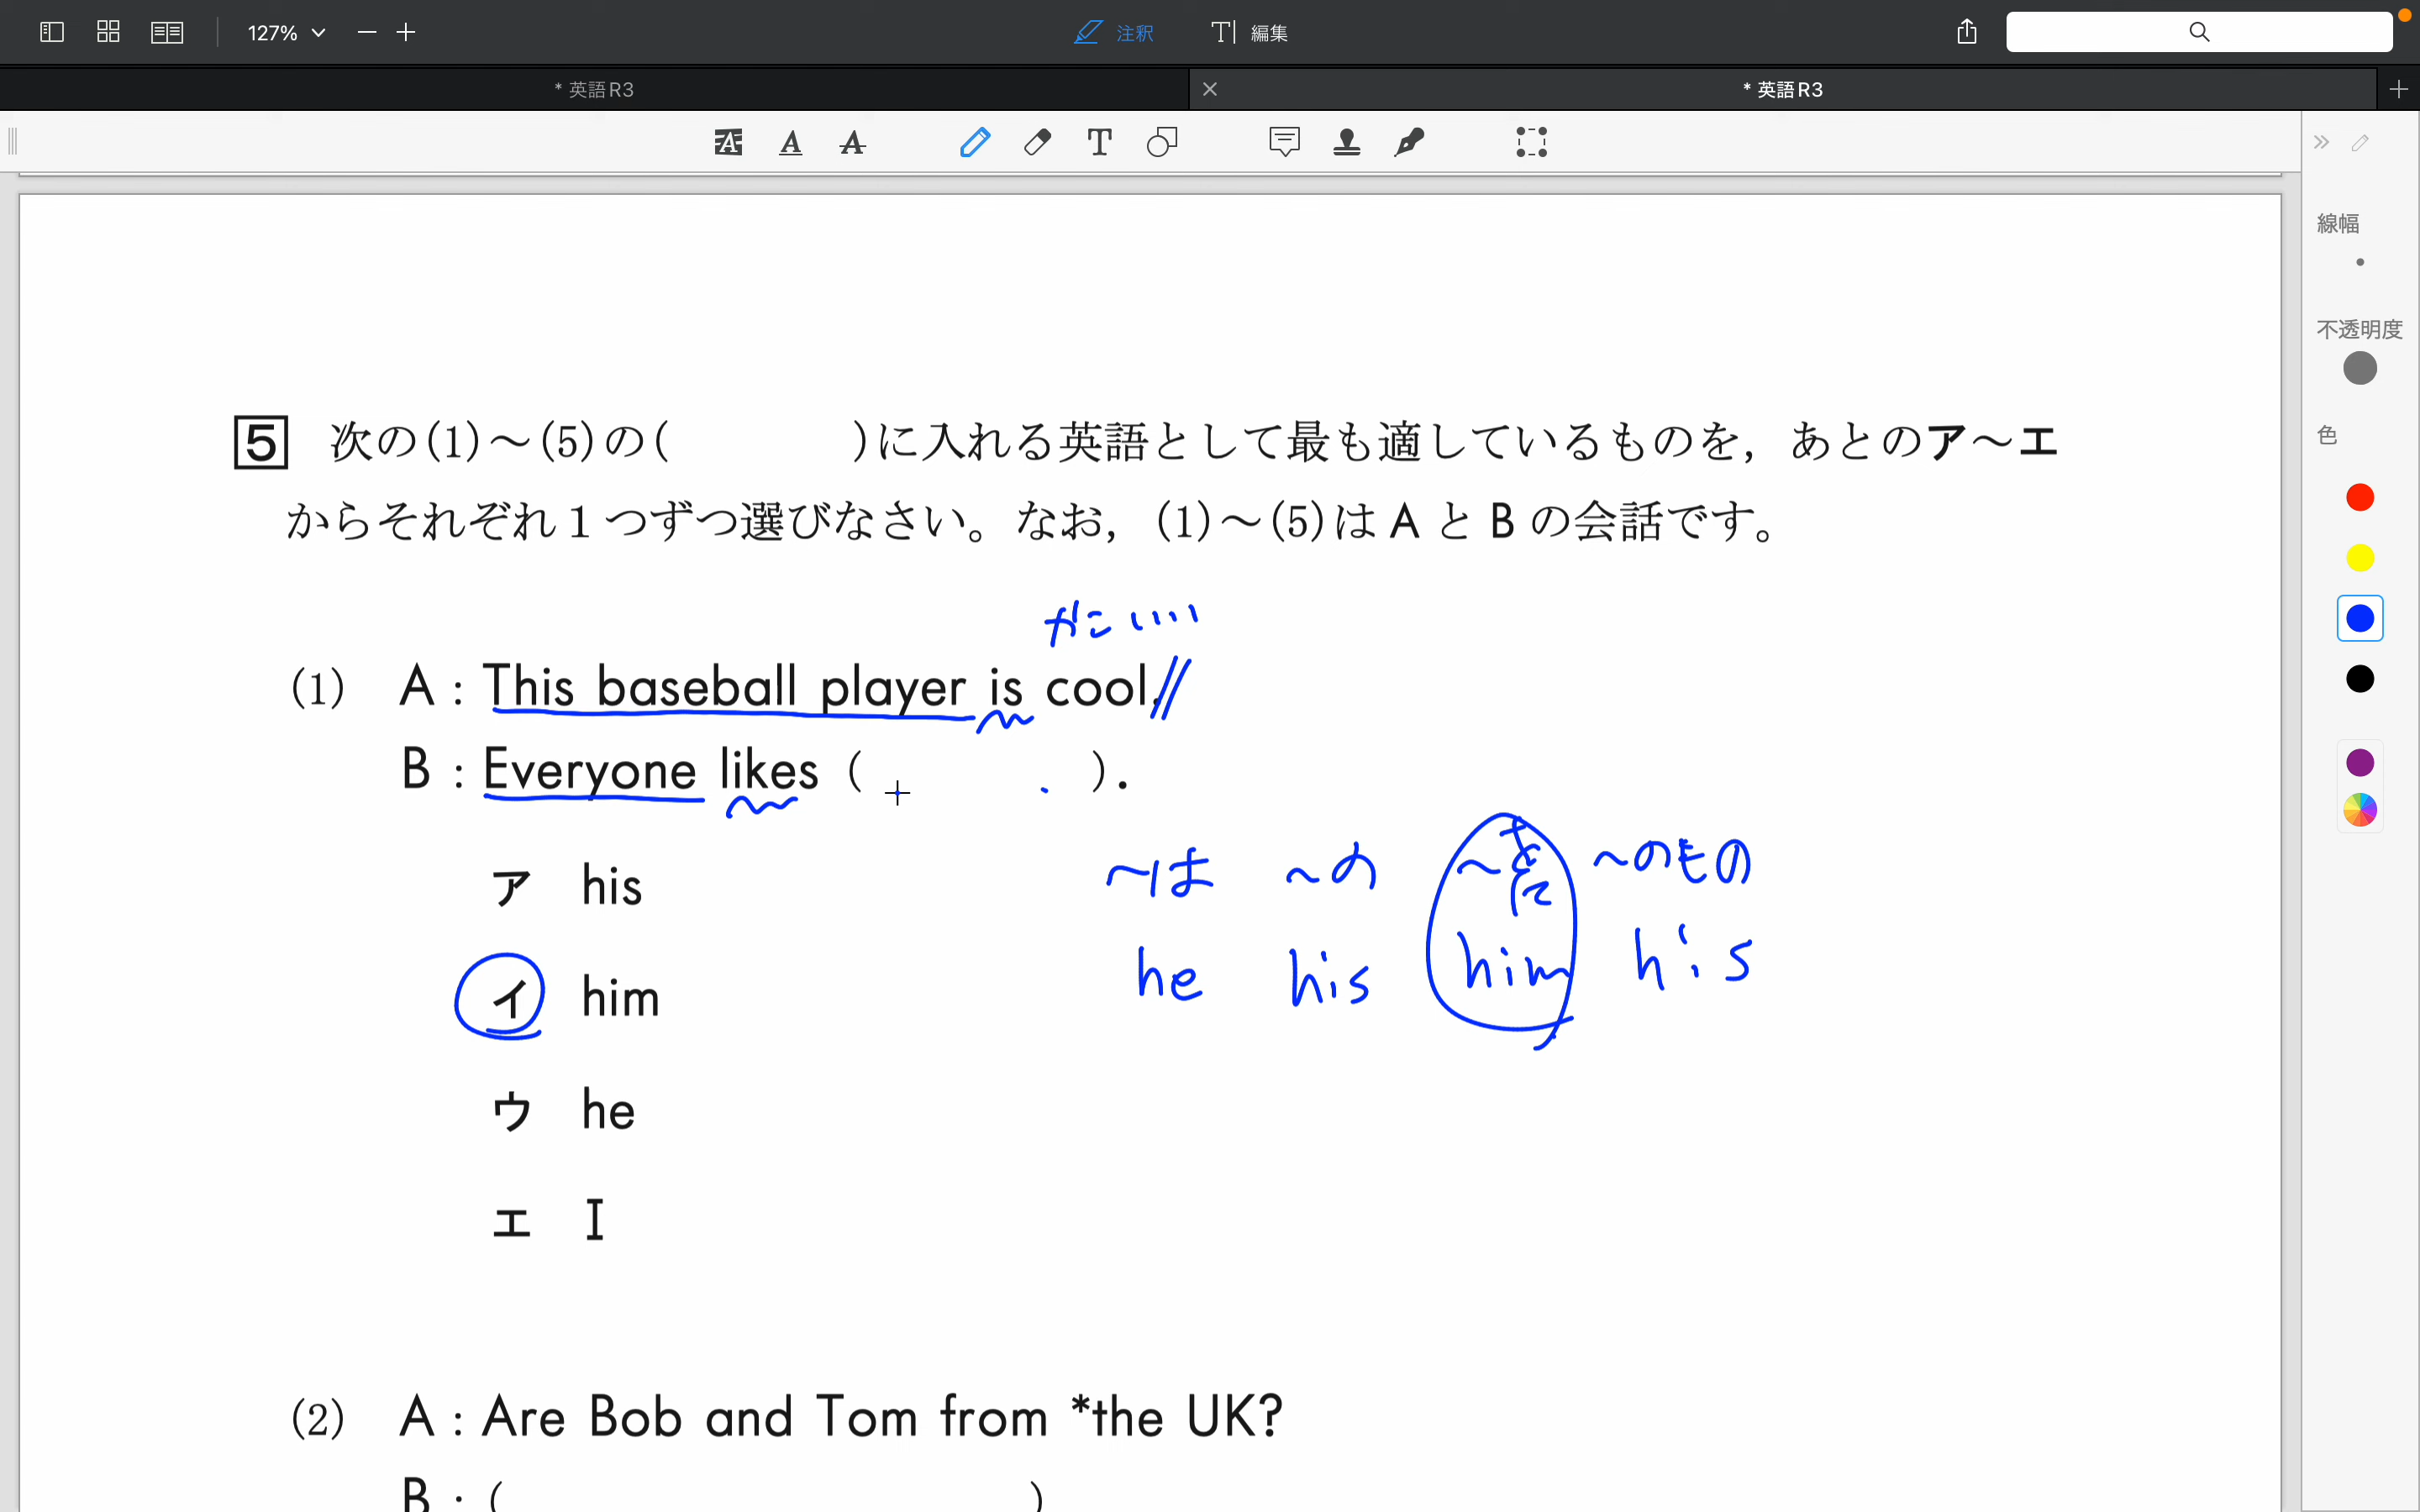 127%
注釈
編集
* 英語R3
* 英語R3
線幅
不透明度
色
5 次の(1)～(5)の( )に入れる英語として最も適しているものを，あとのア～エ
からそれぞれ1つずつ選びなさい。なお，(1)～(5)はAとBの会話です。
かこいい
(1) A : This baseball player is cool.
B : Everyone likes ( ).
～は ～の ～を ～のもの
に
he his him his
ア his
イ him
ウ he
エ I
(2) A : Are Bob and Tom from *the UK?
B : ( )